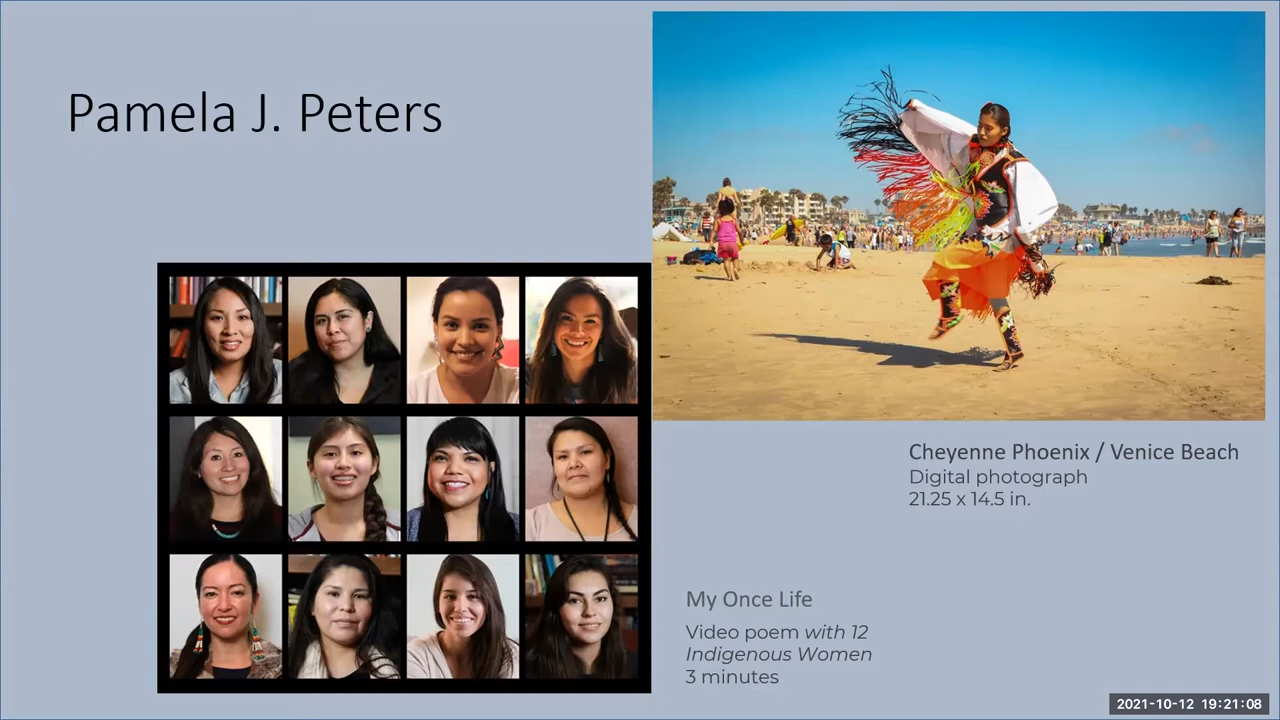 Pamela J. Peters
Cheyenne Phoenix / Venice Beach
Digital photograph
21.25 x 14.5 in.
My Once Life
Video poem with 12
Indigenous Women
3 minutes
2021-10-12 19:21:08